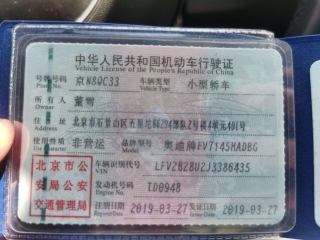 中华人民共和国机动车行驶证
Vehicle License of the People's Republic of China
号牌号码 京N80C33 车辆类型 小型轿车
Plate No. Vehicle Type
所有人 董雪
Owner
住址
Address
使用性质 非营运 品牌型号 奥迪牌FV7145HADBG
Model
北京市公安局公安交通管理局
车辆识别代号 LFV2B28U2J3386435
VIN
发动机号码 TD0948
Engine No.
注册日期 2019-03-27 发证日期 2019-03-27
Register Date Issue Date